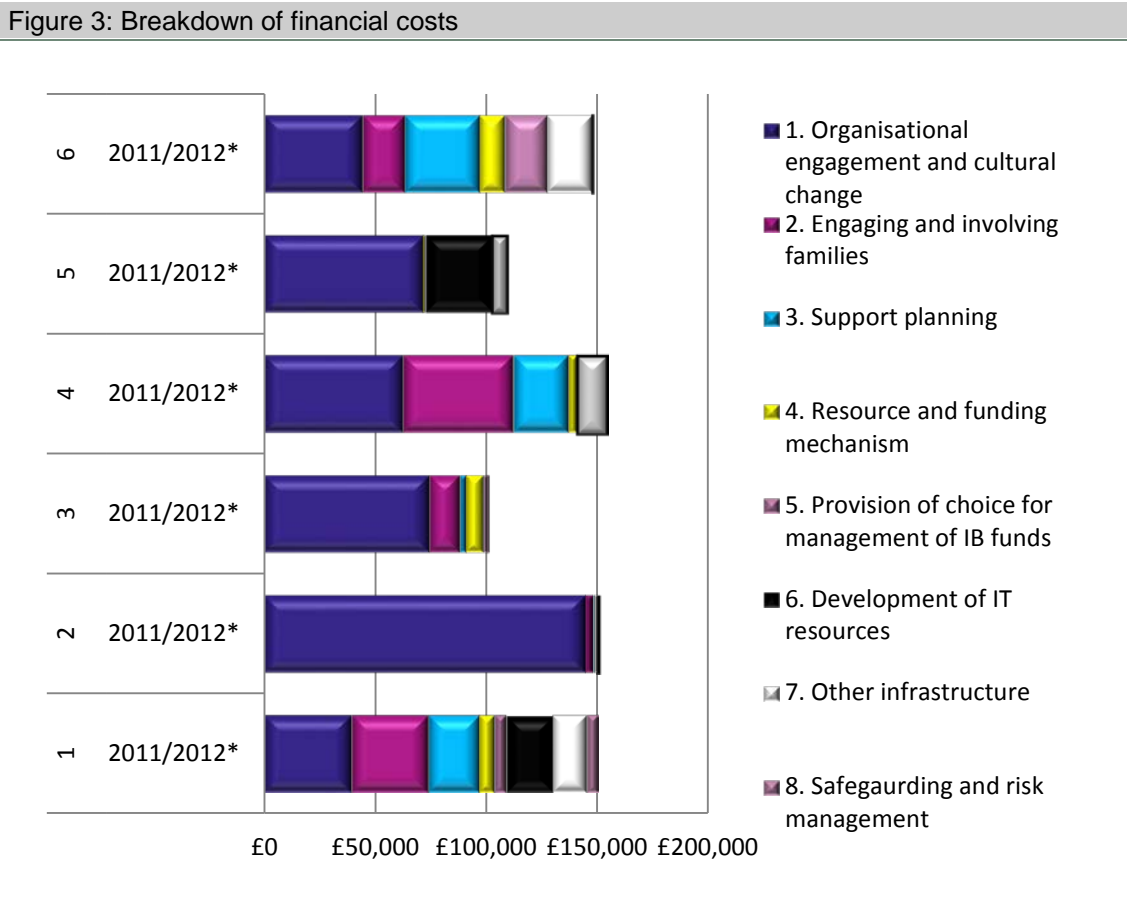 Figure 3: Breakdown of financial costs
6 2011/2012*
5 2011/2012*
4 2011/2012*
3 2011/2012*
2 2011/2012*
1 2011/2012*
£0 £50,000 £100,000 £150,000 £200,000
1. Organisational
engagement and cultural
change
2. Engaging and involving
families
3. Support planning
4. Resource and funding
mechanism
5. Provision of choice for
management of IB funds
6. Development of IT
resources
7. Other infrastructure
8. Safegaurding and risk
management